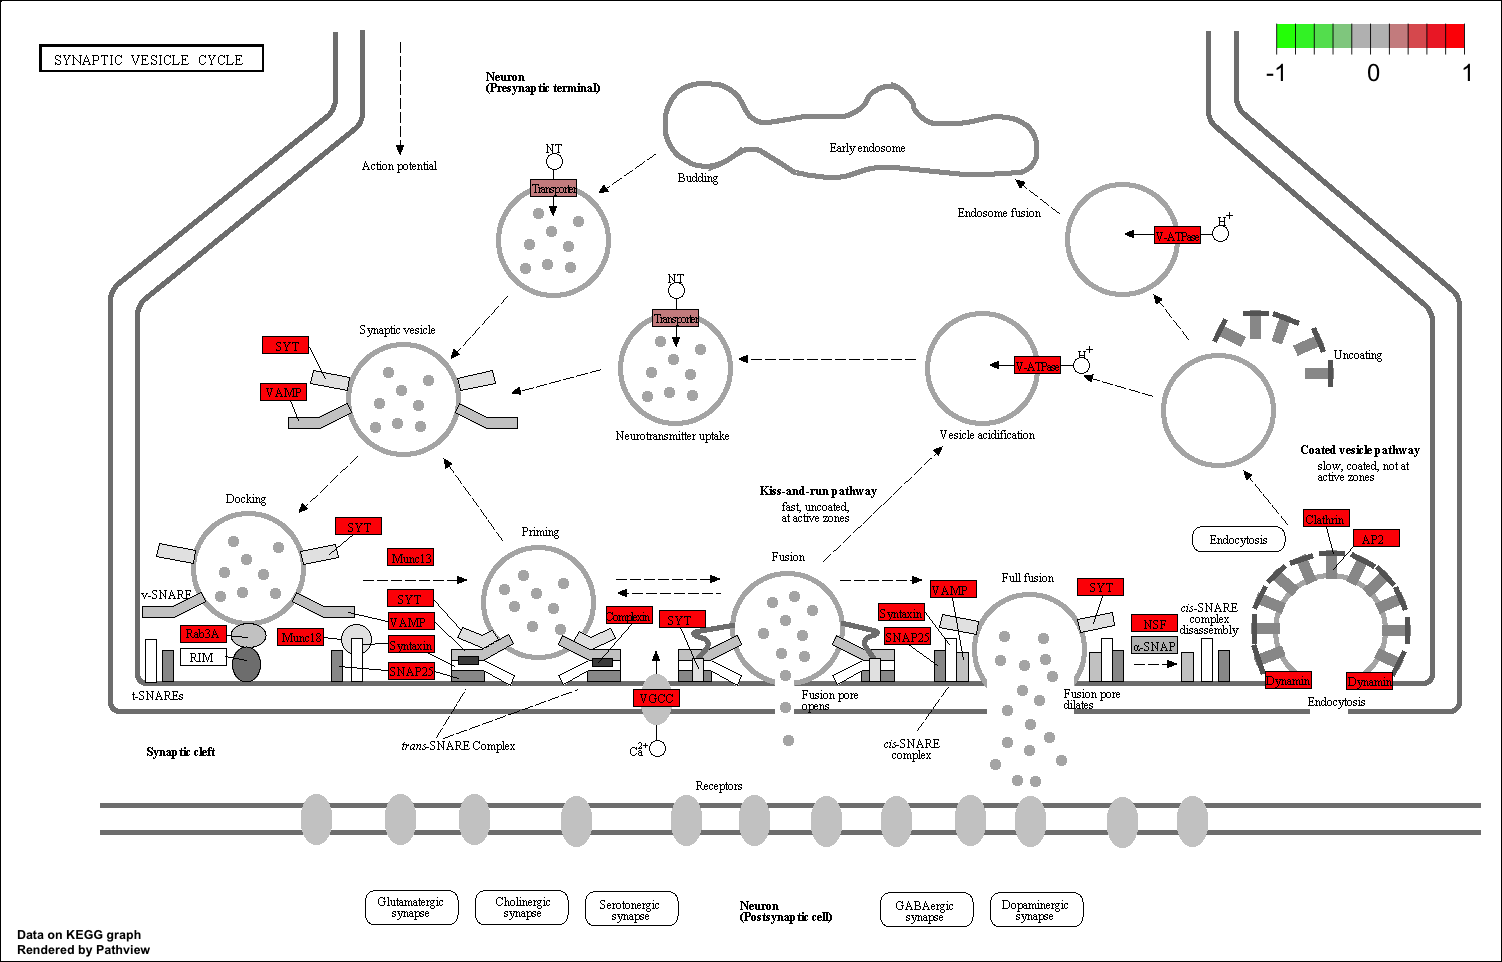 SYNAPTIC VESICLE CYCLE
-1 0 1
Neuron
(Presynaptic terminal)
Action potential
NT
Transporter
Budding
Early endosome
Endosome fusion
V-ATPase
H+
NT
Transporter
Synaptic vesicle
SYT
VAMP
Neurotransmitter uptake
V-ATPase
H+
Vesicle acidification
Uncoating
Coated vesicle pathway
slow, coated, not at
active zones
Kiss-and-run pathway
fast, uncoated,
at active zones
Docking
SYT
Munc13
Priming
Fusion
Full fusion
Endocytosis
Clathrin
AP2
v-SNARE
SYT
VAMP
Rab3A
RIM
Munc18
Syntaxin
SNAP25
t-SNAREs
Complexin
SYT
VGCC
Ca2+
trans-SNARE Complex
Fusion pore
opens
VAMP
Syntaxin
SNAP25
cis-SNARE
complex
SYT
NSF
α-SNAP
cis-SNARE
complex
disassembly
Fusion pore
dilates
Dynamin
Dynamin
Endocytosis
Synaptic cleft
Receptors
Glutamatergic
synapse
Cholinergic
synapse
Serotonergic
synapse
Neuron
(Postsynaptic cell)
GABAergic
synapse
Dopaminergic
synapse
Data on KEGG graph
Rendered by Pathview